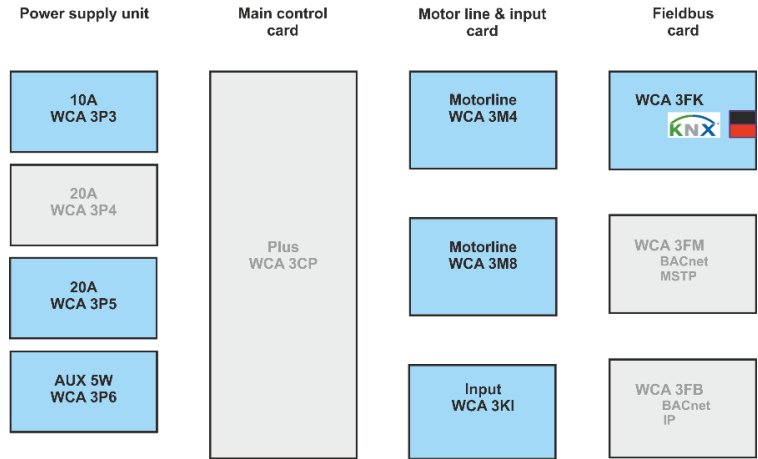 Power supply unit
Main control
card
Motor line & input
card
Fieldbus
card
10A
WCA 3P3
20A
WCA 3P4
20A
WCA 3P5
AUX 5W
WCA 3P6
Plus
WCA 3CP
Motorline
WCA 3M4
Motorline
WCA 3M8
Input
WCA 3KI
WCA 3FK
KNX
WCA 3FM
BACnet
MSTP
WCA 3FB
BACnet
IP